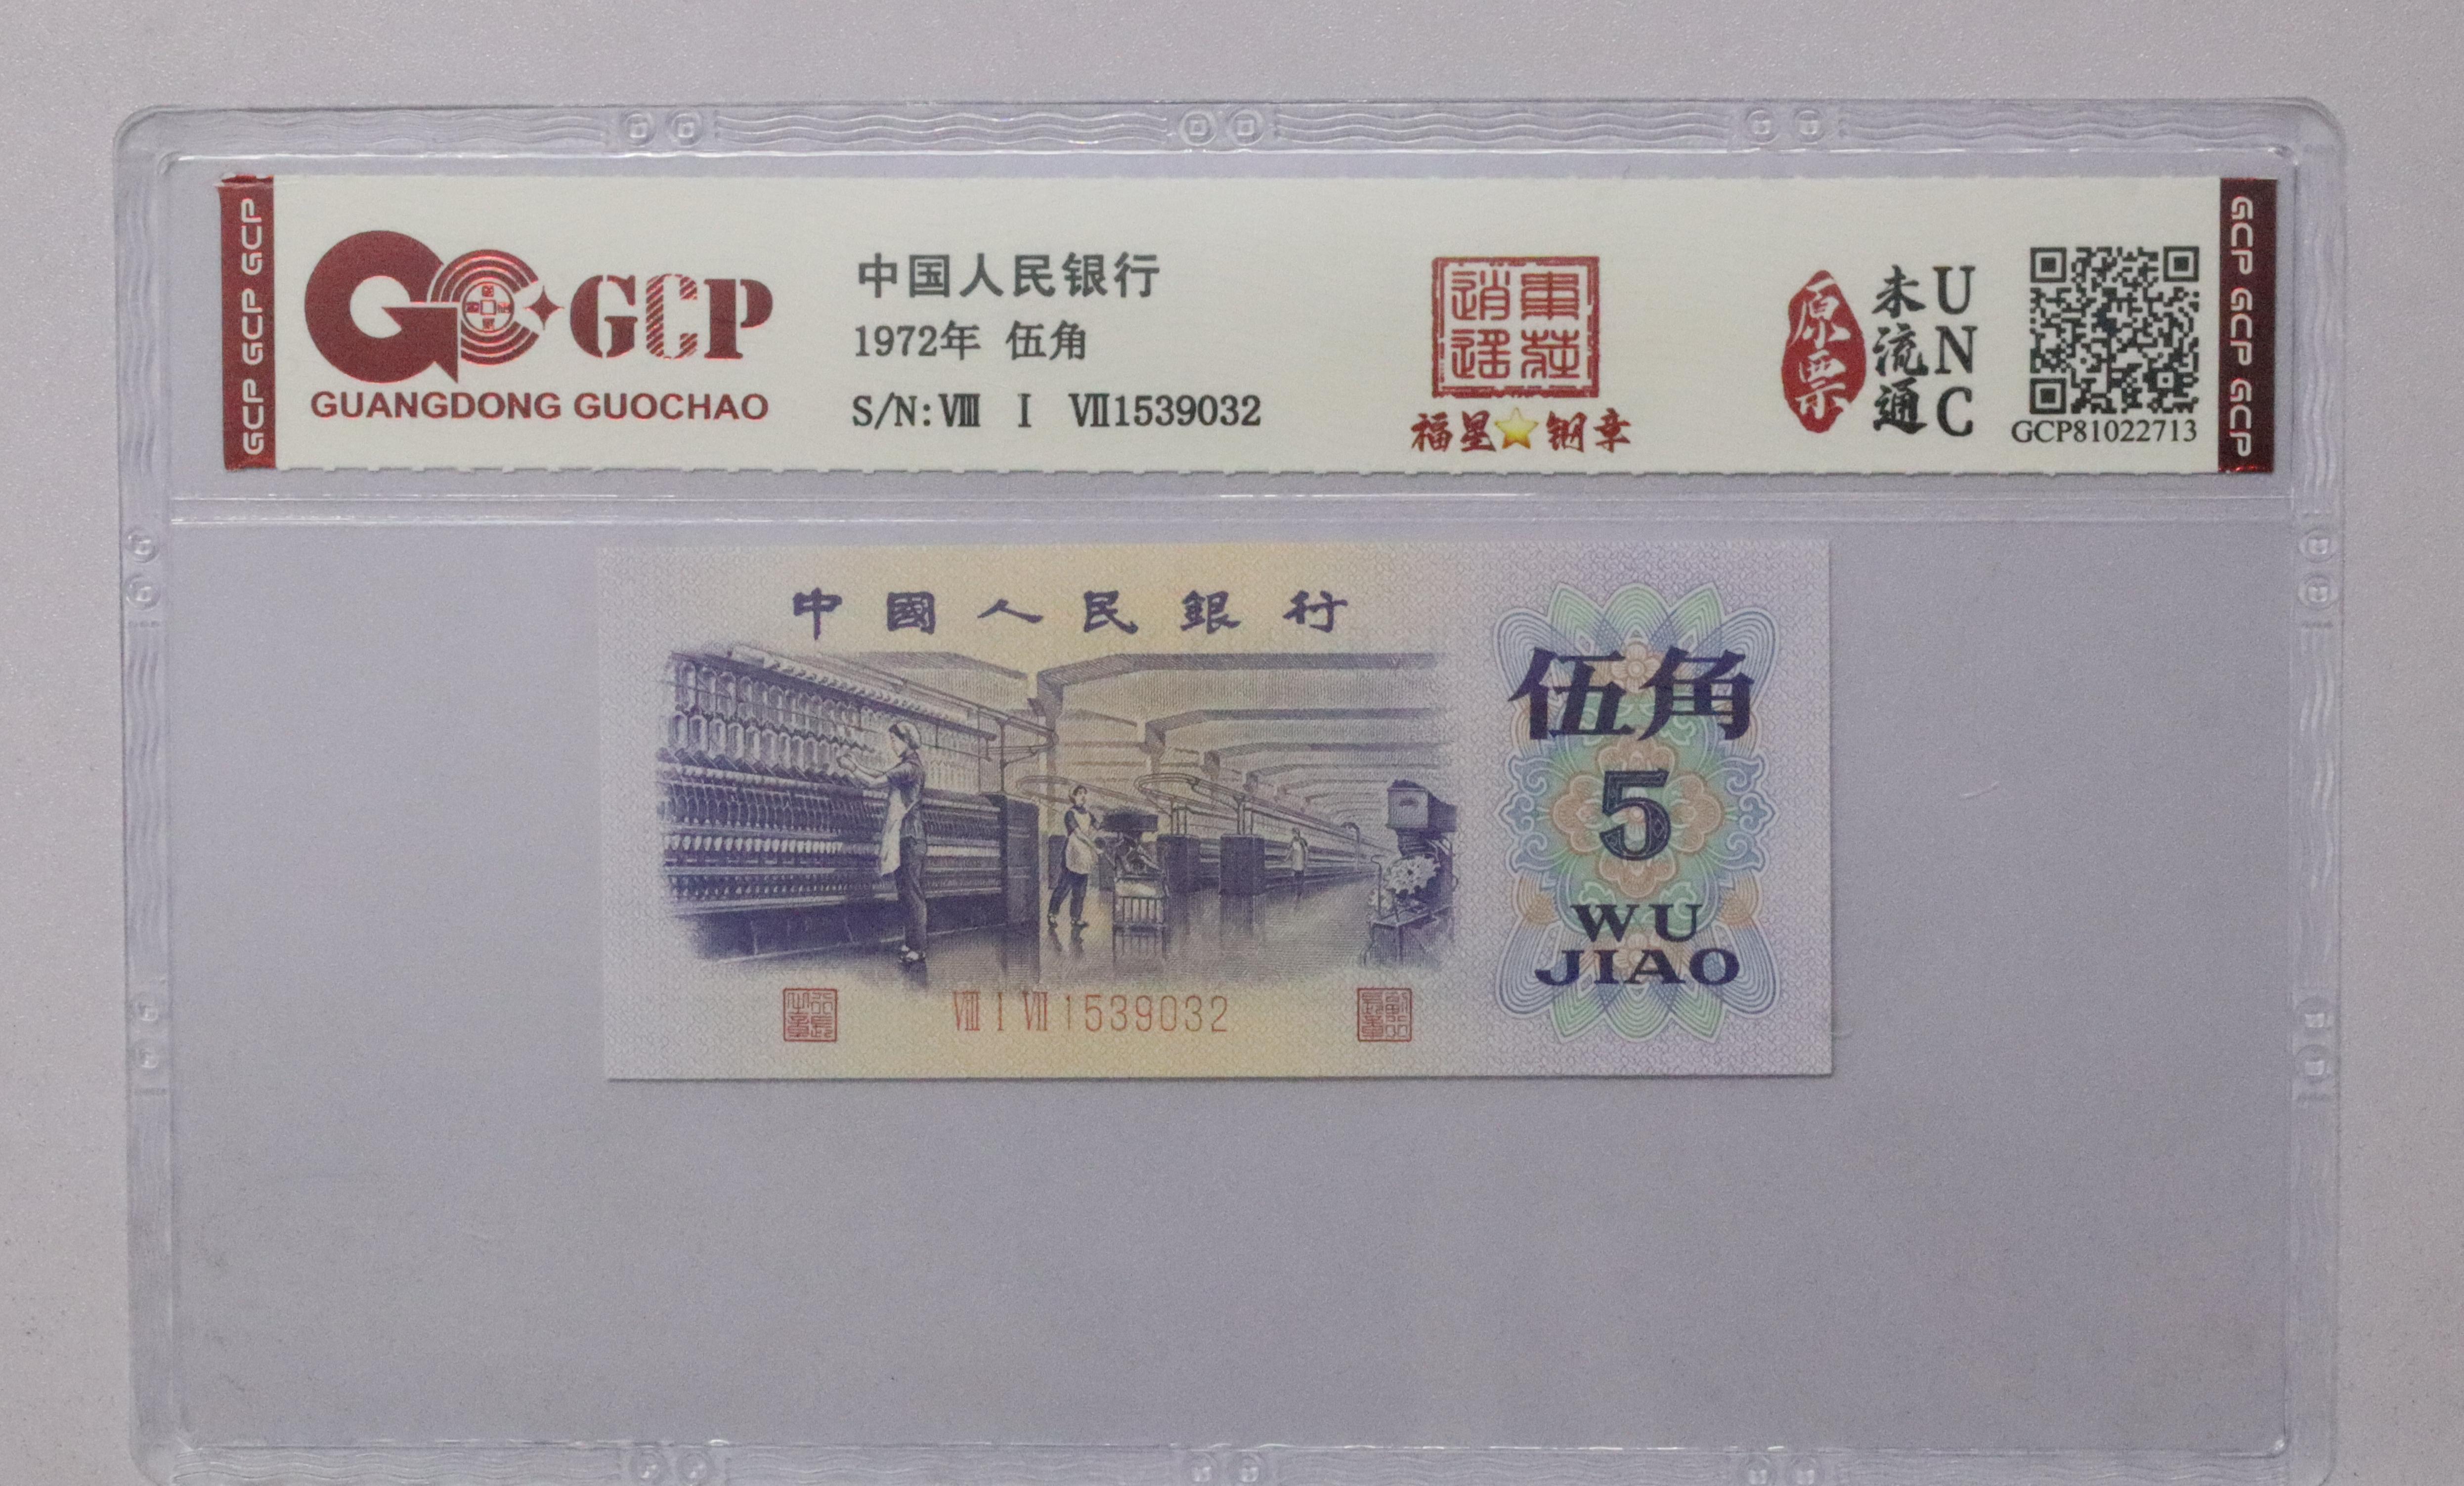 GCP GCP GCP
GCP
GUANGDONG GUOCHAO
中国人民银行
1972年 伍角
S/N:Ⅷ Ⅰ Ⅶ1539032
福星⭐钢章
原票
未流通
UNC
GCP81022713
GCP GCP GCP
中國人民銀行
伍角
5
WU
JIAO
Ⅷ Ⅰ Ⅶ 1539032